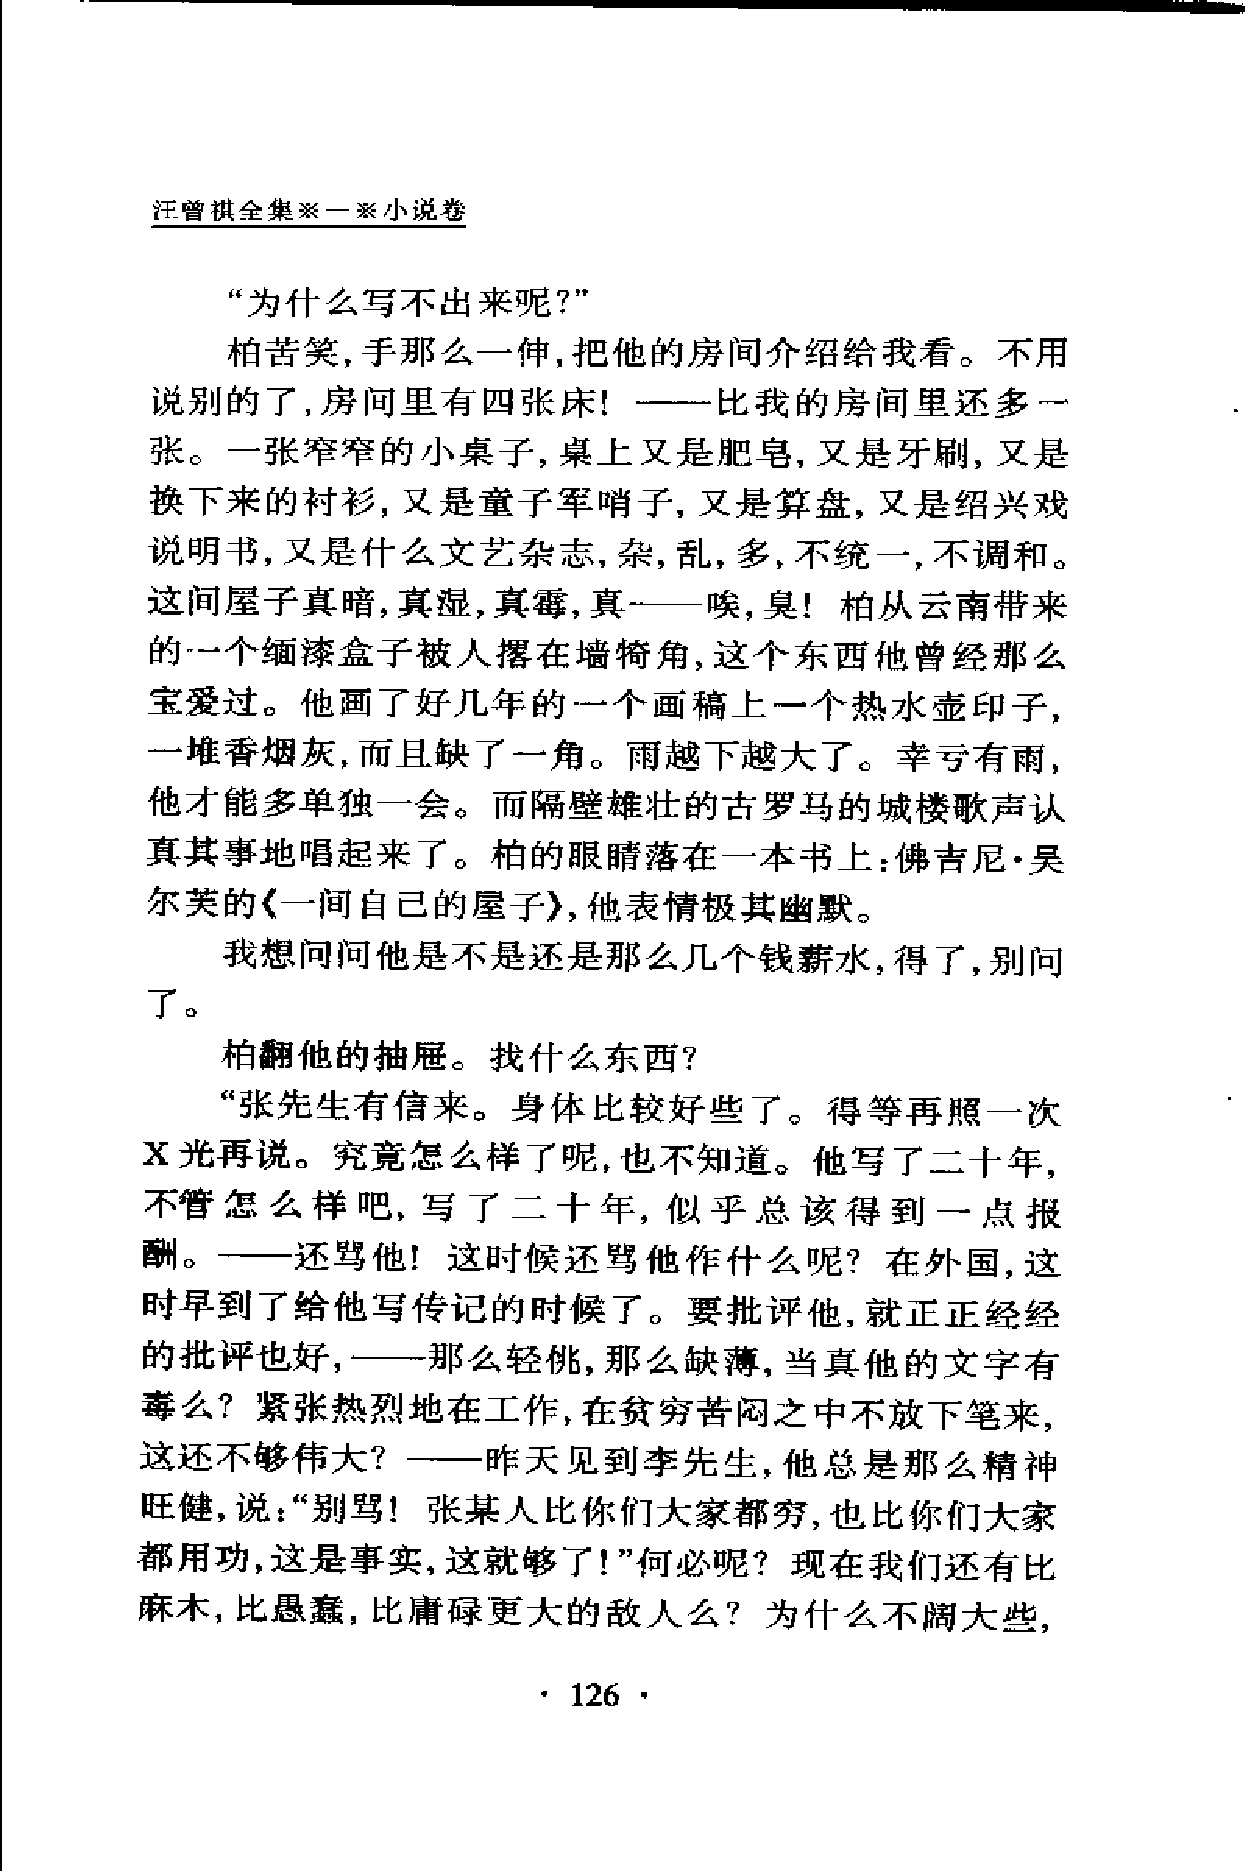 汪曾祺全集※一※小说卷
“为什么写不出来呢?”
柏苦笑,手那么一伸,把他的房间介绍给我看。不用
说别的了,房间里有四张床!——比我的房间里还多一
张。一张窄窄的小桌子,桌上又是肥皂,又是牙刷,又是
换下来的衬衫,又是童子军哨子,又是算盘,又是绍兴戏
说明书,又是什么文艺杂志,杂,乱,多,不统一,不调和。
这间屋子真暗,真湿,真霉,真——唉,臭!柏从云南带来
的一个缅漆盒子被人撂在墙犄角,这个东西他曾经那么
宝爱过。他画了好几年的一个画稿上一个热水壶印子,
一堆香烟灰,而且缺了一角。雨越下越大了。幸亏有雨,
他才能多单独一会。而隔壁雄壮的古罗马的城楼歌声认
真其事地唱起来了。柏的眼睛落在一本书上:佛吉尼·吴
尔芙的《一间自己的屋子》,他表情极其幽默。
我想问问他是不是还是那么几个钱薪水,得了,别问
了。
柏翻他的抽屉。找什么东西?
“张先生有信来。身体比较好些了。得等再照一次
X光再说。究竟怎么样了呢,也不知道。他写了二十年,
不管怎么样吧,写了二十年,似乎总该得到一点报
酬。——还骂他!这时候还骂他作什么呢?在外国,这
时早到了给他写传记的时候了。要批评他,就正正经经
的批评也好,——那么轻佻,那么缺薄,当真他的文字有
毒么?紧张热烈地在工作,在贫穷苦闷之中不放下笔来,
这还不够伟大?——昨天见到李先生,他总是那么精神
旺健,说:“别骂!张某人比你们大家都穷,也比你们大家
都用功,这是事实,这就够了!”何必呢?现在我们还有比
麻木,比愚蠢,比庸碌更大的敌人么?为什么不阔大些,
· 126 ·